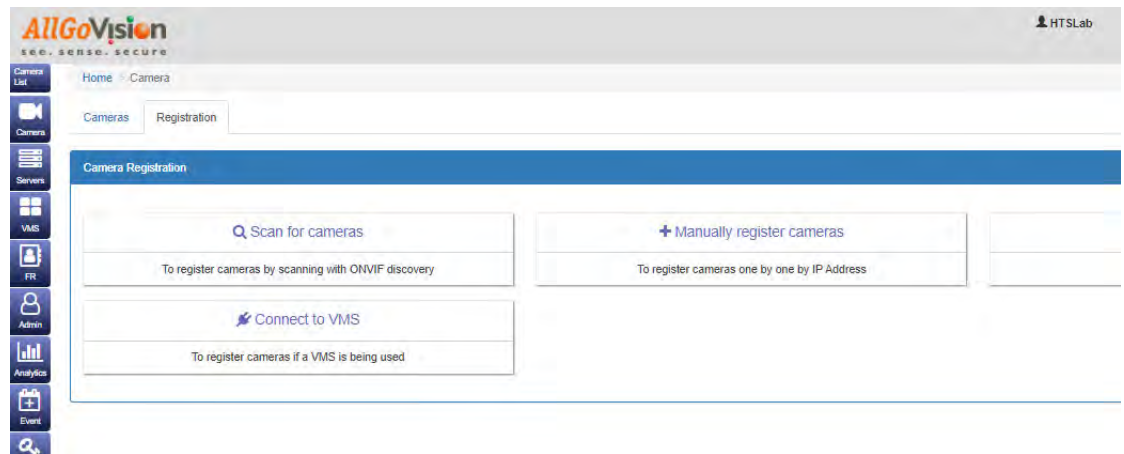 AllGoVision
see. sense. secure
HTSLab
Camera List
Home Camera
Camera
Cameras Registration
Servers
Camera Registration
VMS
Scan for cameras
Manually register cameras
To register cameras by scanning with ONVIF discovery
To register cameras one by one by IP Address
FR
Admin
Connect to VMS
To register cameras if a VMS is being used
Analytics
Event